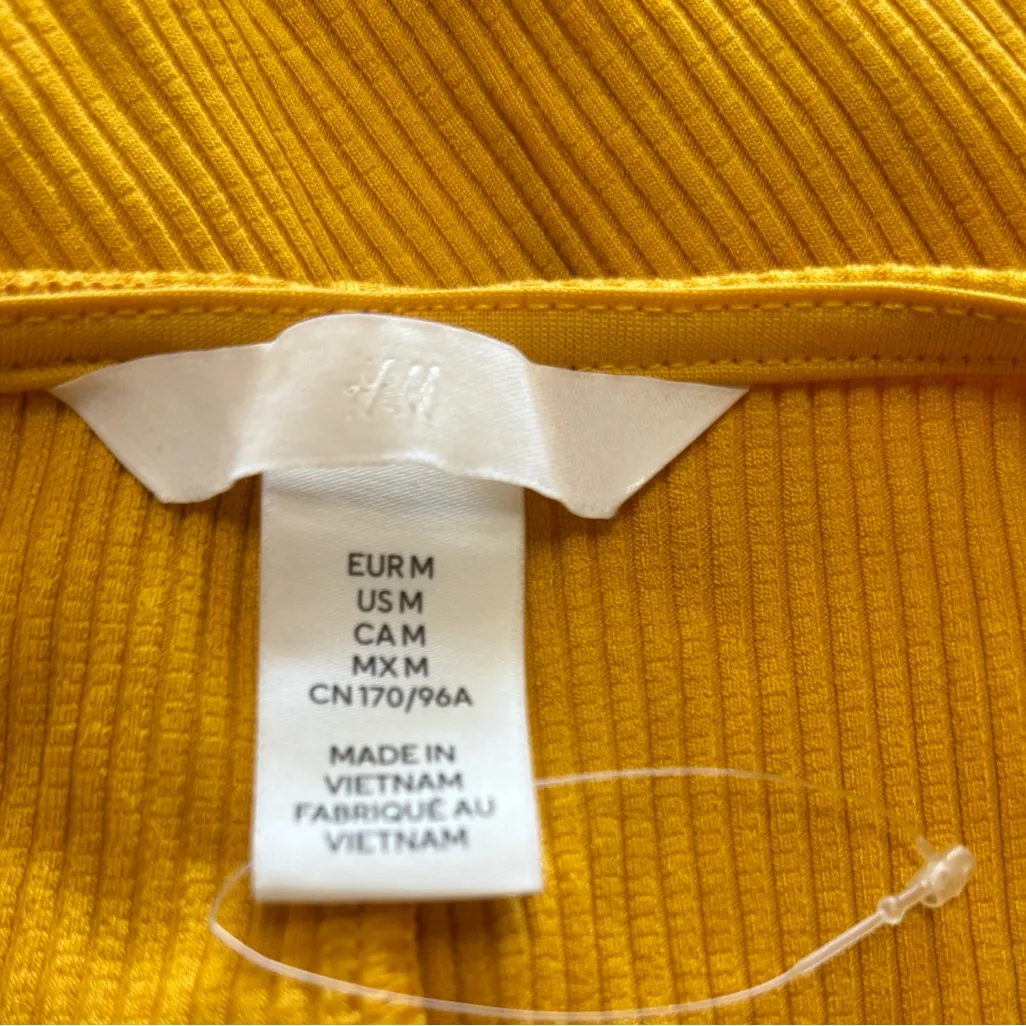 H&M
EUR M
US M
CA M
MX M
CN 170/96A
MADE IN
VIETNAM
FABRIQUÉ AU
VIETNAM